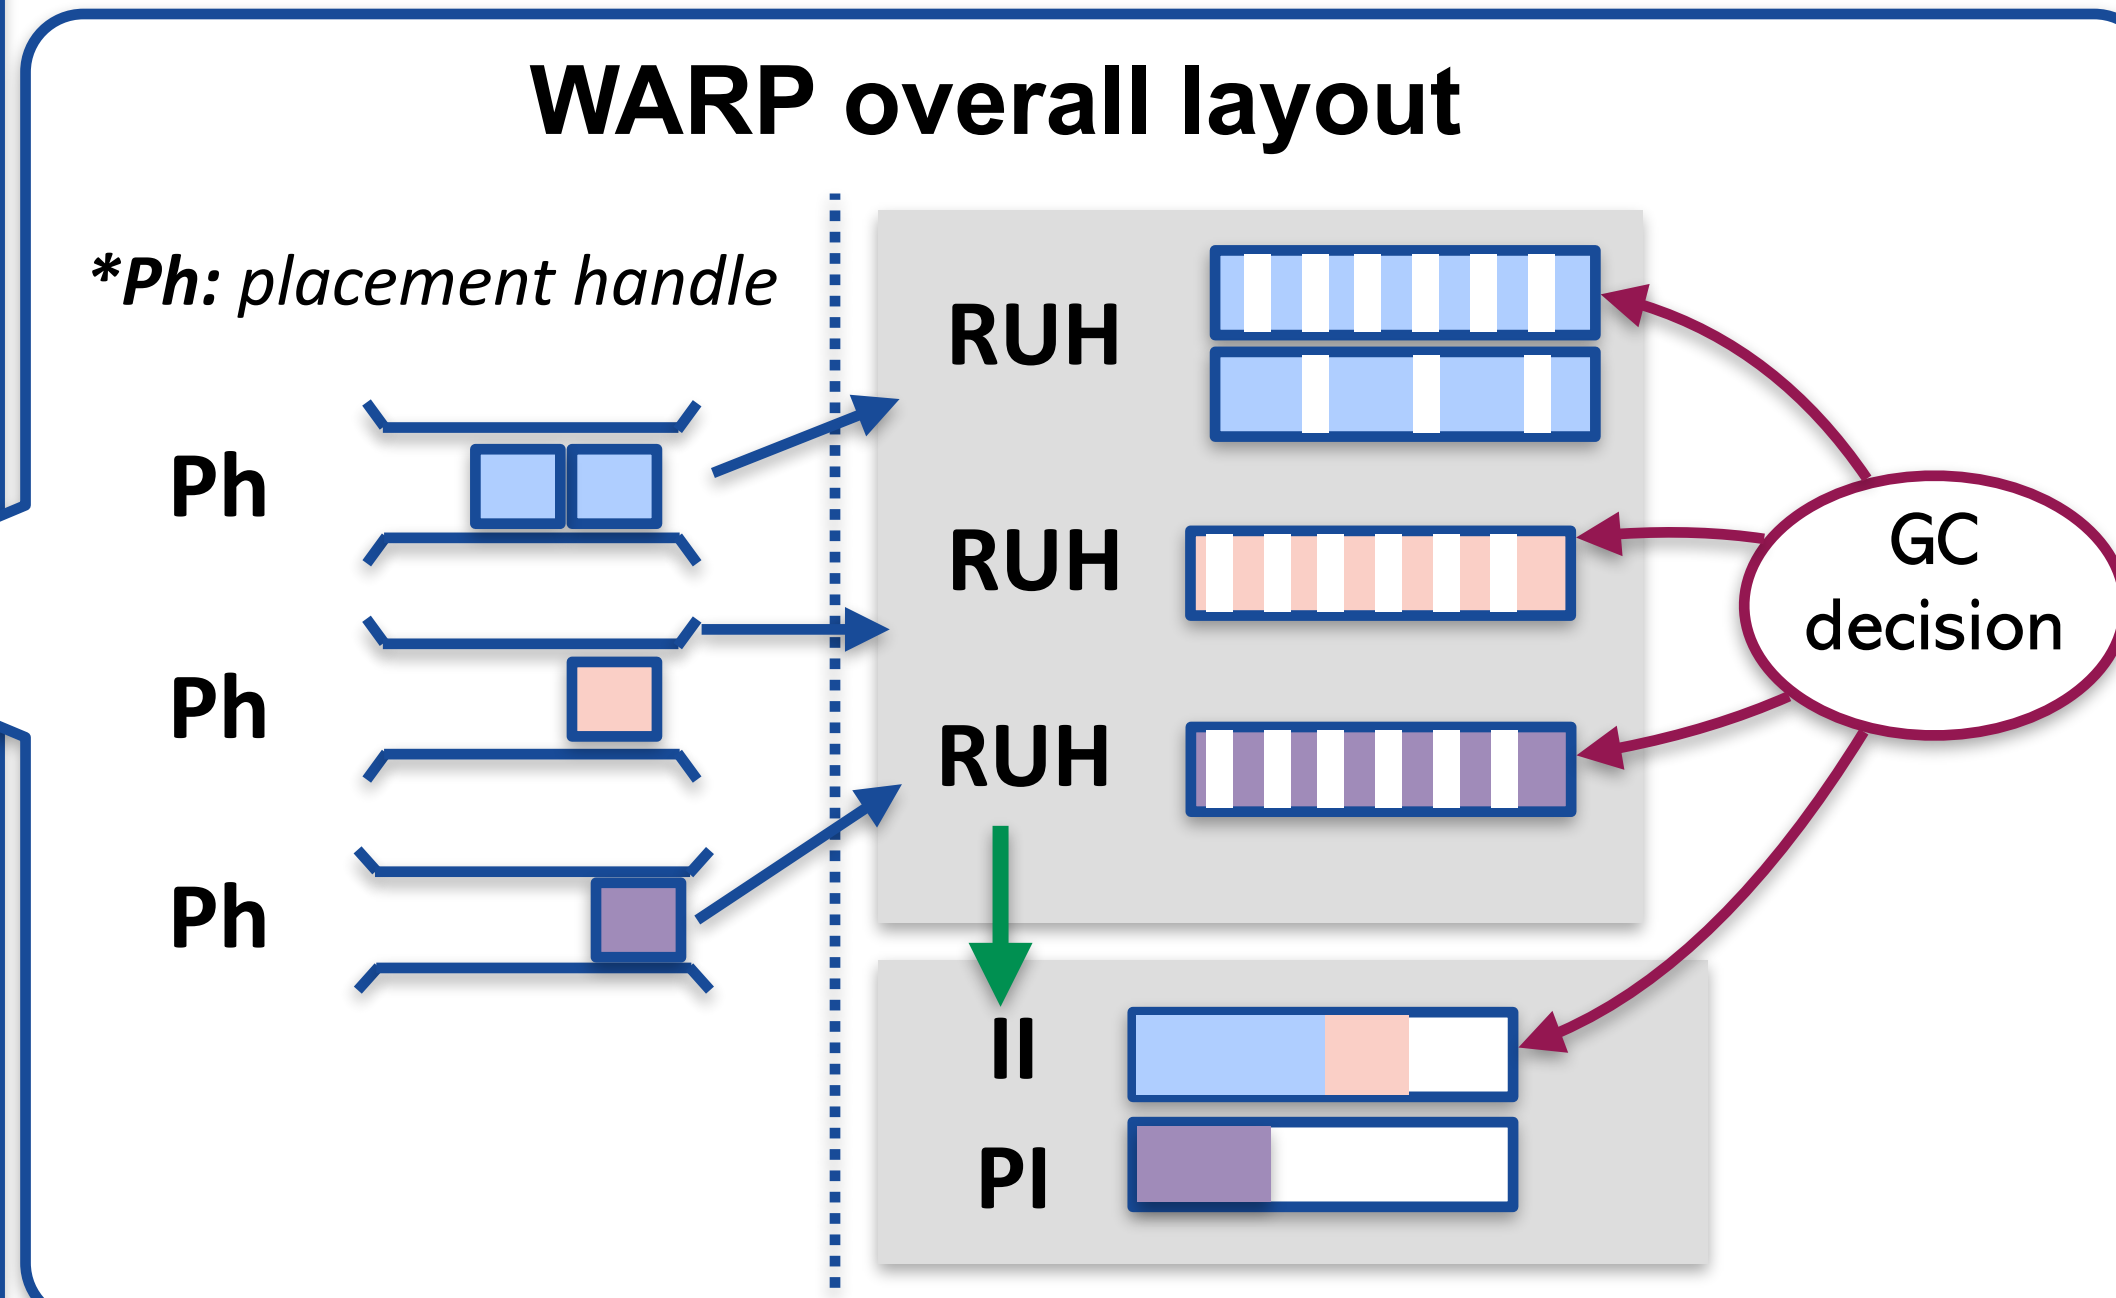 WARP overall layout
*Ph: placement handle
Ph
Ph
Ph
RUH
RUH
RUH
II
PI
GC
decision